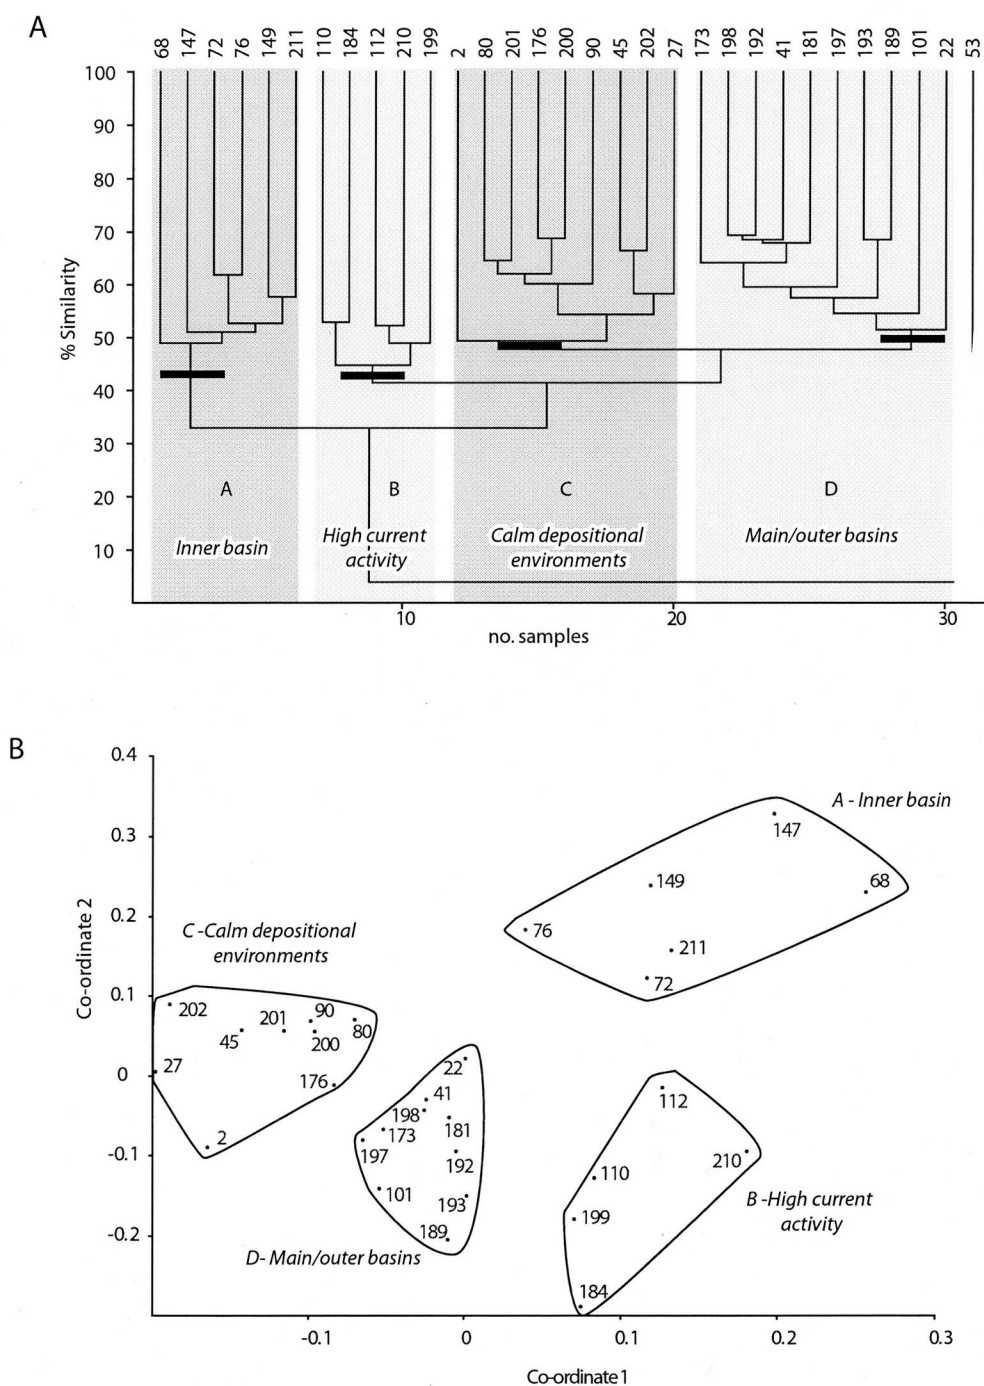 A
68 147 72 76 149 211 110 184 112 210 199 2 80 201 176 200 90 45 202 27 173 198 192 41 181 197 193 189 101 22 53
100
90
80
70
60
50
40
30
20
10
% Similarity
A B C D
Inner basin
High current
activity
Calm depositional
environments
Main/outer basins
10 20 30
no. samples
B
0.4
0.3
0.2
0.1
0
-0.1
-0.2
Co-ordinate 2
A - Inner basin
147
149
68
76
211
72
C -Calm depositional
environments
202
201
90
45
200
80
27
176
2
22
41
198
173
181
197
192
101
193
189
D- Main/outer basins
112
110
210
199
184
B -High current
activity
-0.1 0 0.1 0.2 0.3
Co-ordinate 1